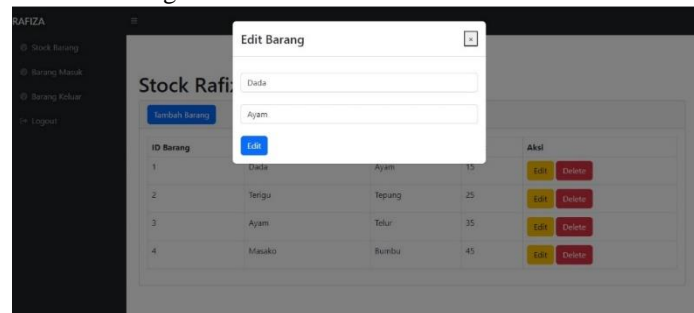 RAFIZA
Edit Barang
x
Stock Barang
Barang Masuk
Barang Keluar
Logout
Stock Rafiz
Dada
Tambah Barang
Ayam
Edit
ID Barang Aksi
1 Dada Ayam 15 Edit Delete
2 Terigu Tepung 25 Edit Delete
3 Ayam Telur 35 Edit Delete
4 Masako Bumbu 45 Edit Delete